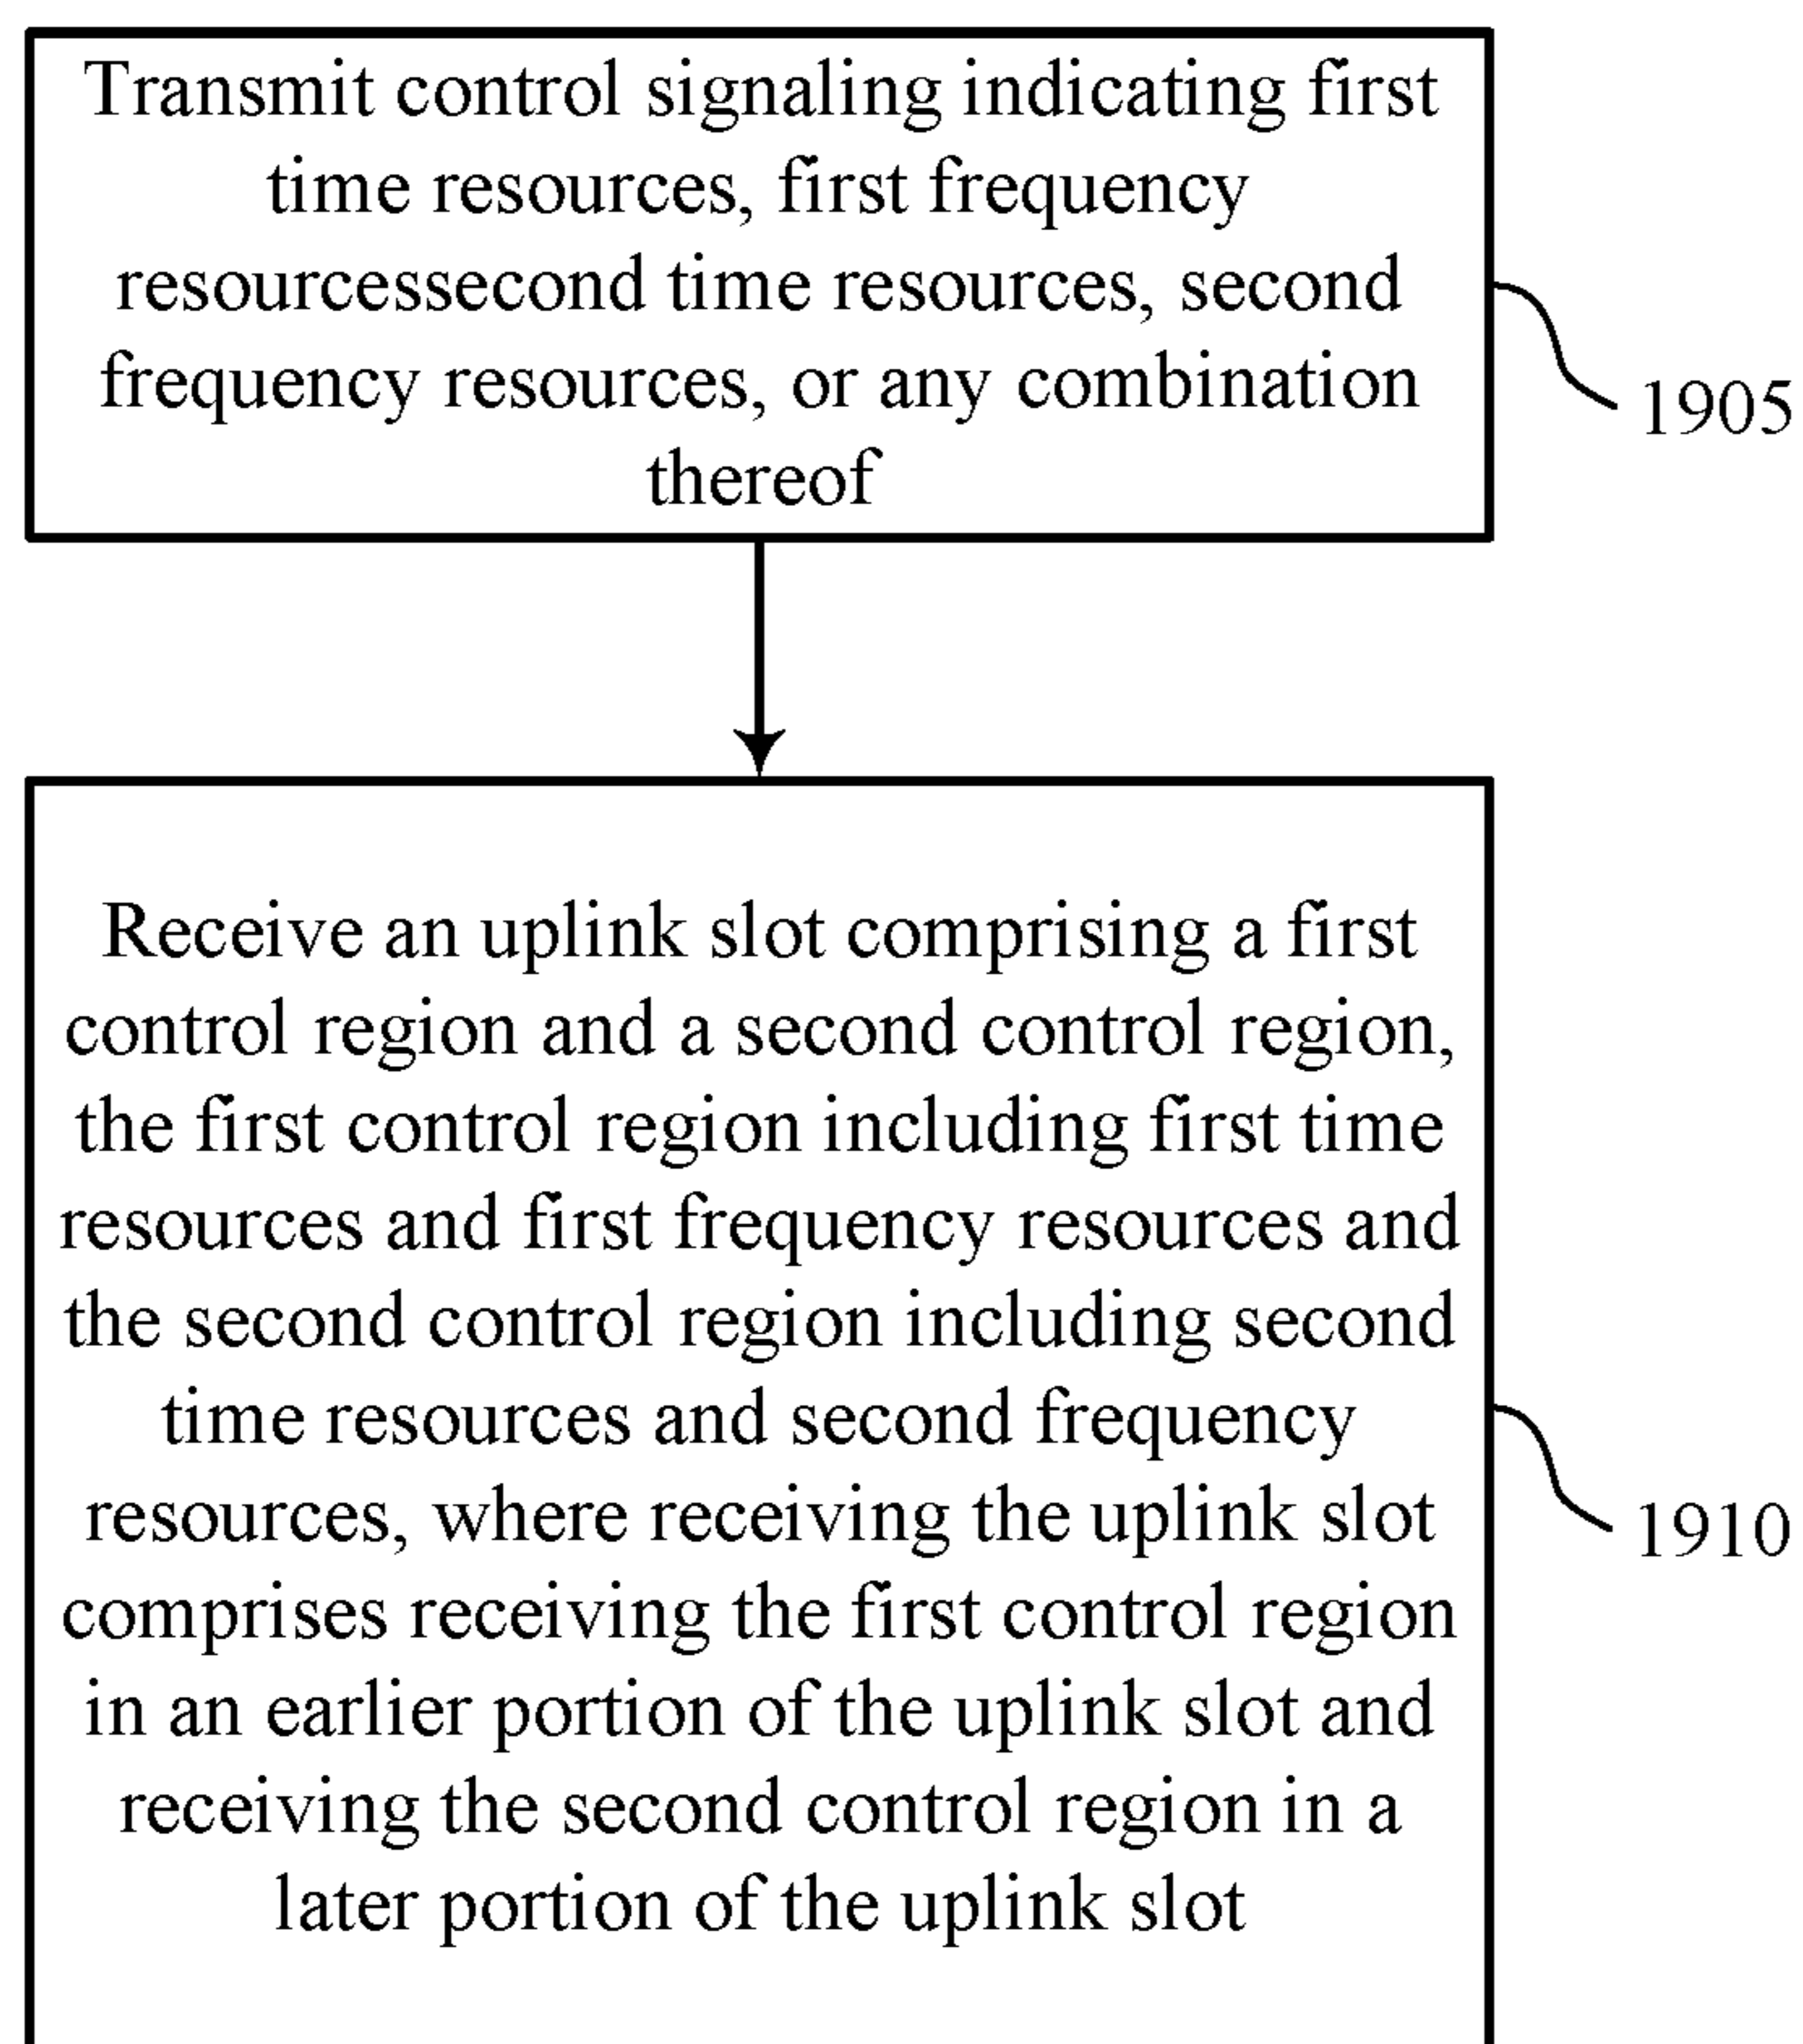 Transmit control signaling indicating first
time resources, first frequency
resourcessecond time resources, second
frequency resources, or any combination
thereof
1905
Receive an uplink slot comprising a first
control region and a second control region,
the first control region including first time
resources and first frequency resources and
the second control region including second
time resources and second frequency
resources, where receiving the uplink slot
comprises receiving the first control region
in an earlier portion of the uplink slot and
receiving the second control region in a
later portion of the uplink slot
1910